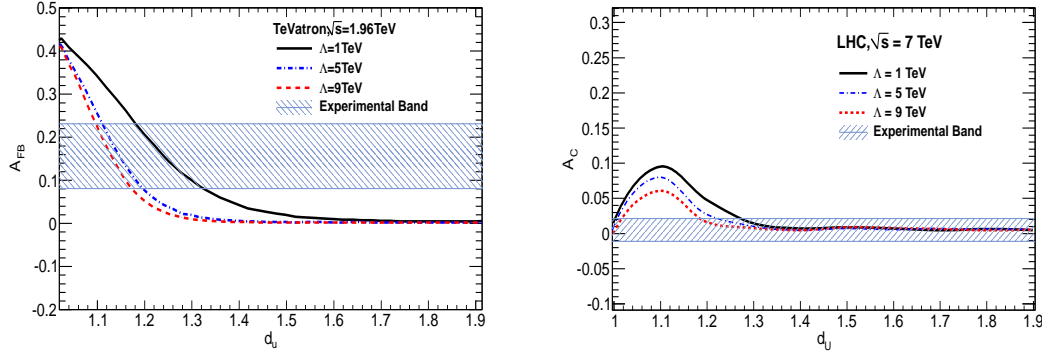 TeVatron,√s=1.96TeV
Λ=1TeV
Λ=5TeV
Λ=9TeV
Experimental Band
A_FB
0.5
0.4
0.3
0.2
0.1
0
-0.1
-0.2
1.1 1.2 1.3 1.4 1.5 1.6 1.7 1.8 1.9
d_u
LHC,√s = 7 TeV
Λ = 1 TeV
Λ = 5 TeV
Λ = 9 TeV
Experimental Band
A_C
0.3
0.25
0.2
0.15
0.1
0.05
0
-0.05
-0.1
1 1.1 1.2 1.3 1.4 1.5 1.6 1.7 1.8 1.9
d_U